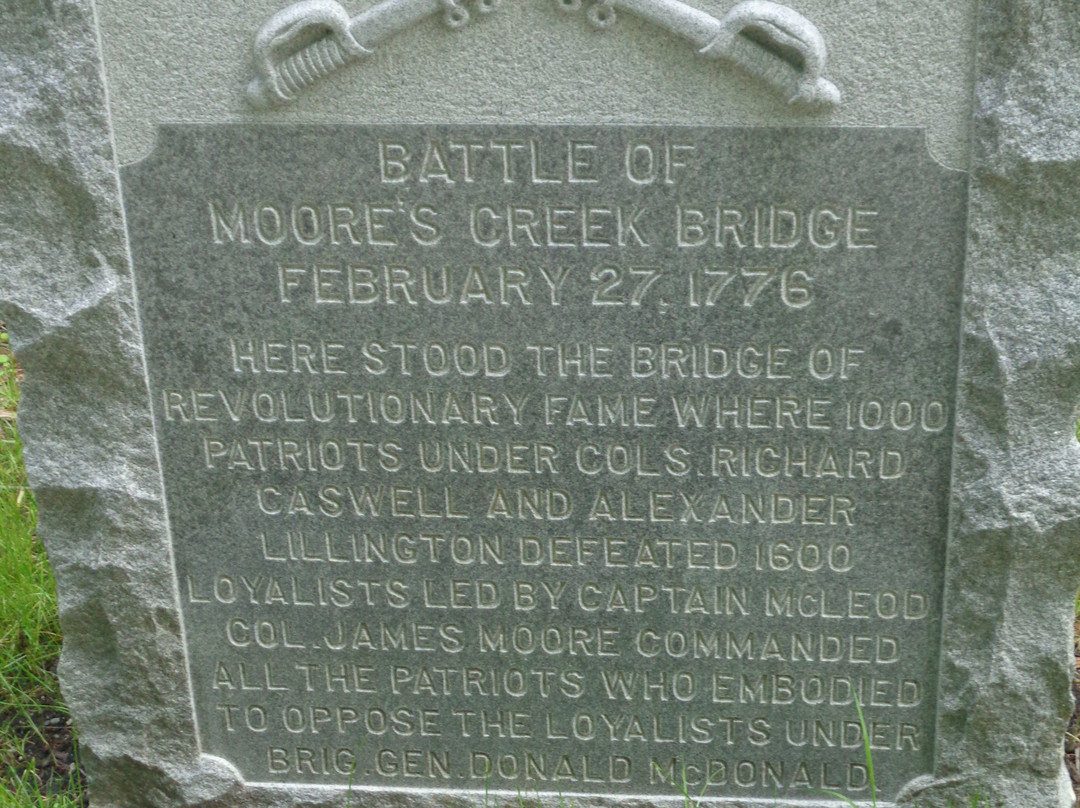 BATTLE OF
MOORE'S CREEK BRIDGE
FEBRUARY 27, 1776
HERE STOOD THE BRIDGE OF
REVOLUTIONARY FAME WHERE 1000
PATRIOTS UNDER COLS. RICHARD
CASWELL AND ALEXANDER
LILLINGTON DEFEATED 1600
LOYALISTS LED BY CAPTAIN McLEOD
COL. JAMES MOORE COMMANDED
ALL THE PATRIOTS WHO EMBODIED
TO OPPOSE THE LOYALISTS UNDER
BRIG. GEN. DONALD McDONALD